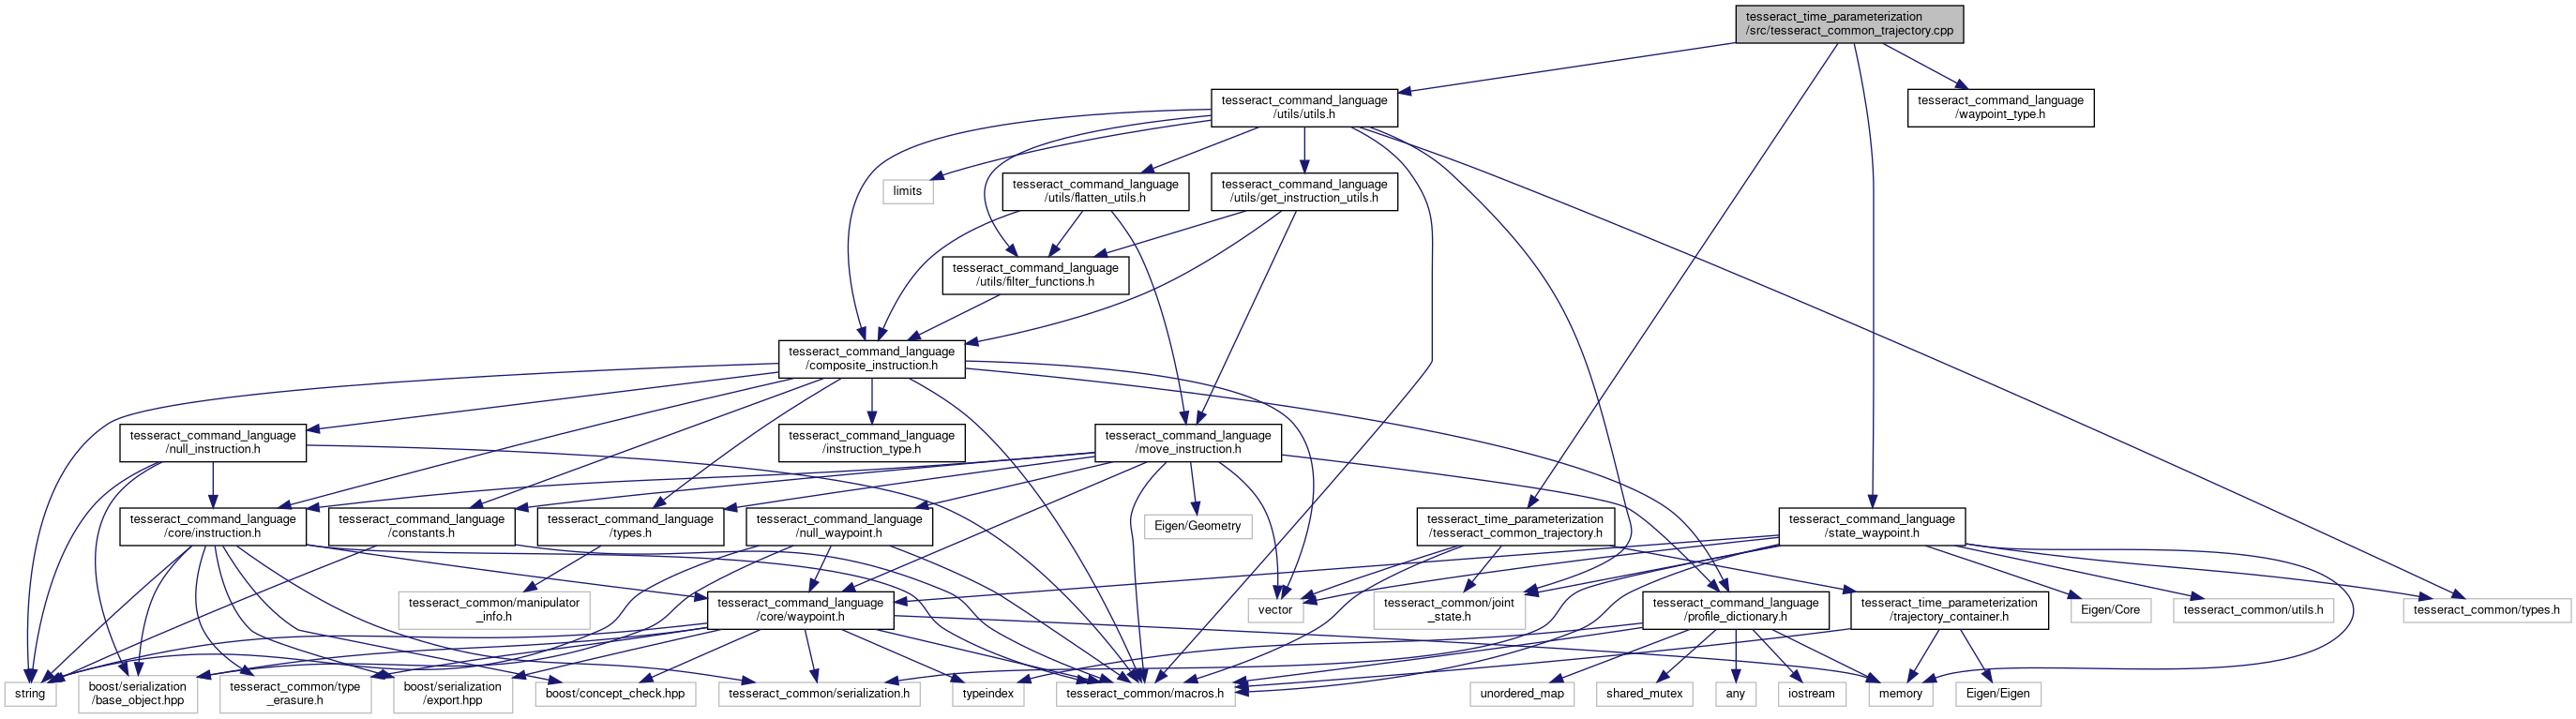 tesseract_time_parameterization
/src/tesseract_common_trajectory.cpp
tesseract_command_language
/utils/utils.h
tesseract_command_language
/waypoint_type.h
limits
tesseract_command_language
/utils/flatten_utils.h
tesseract_command_language
/utils/get_instruction_utils.h
tesseract_command_language
/utils/filter_functions.h
tesseract_command_language
/composite_instruction.h
tesseract_command_language
/null_instruction.h
tesseract_command_language
/instruction_type.h
tesseract_command_language
/move_instruction.h
tesseract_command_language
/core/instruction.h
tesseract_command_language
/constants.h
tesseract_command_language
/types.h
tesseract_command_language
/null_waypoint.h
Eigen/Geometry
tesseract_time_parameterization
/tesseract_common_trajectory.h
tesseract_command_language
/state_waypoint.h
tesseract_common/manipulator
_info.h
tesseract_command_language
/core/waypoint.h
vector
tesseract_common/joint
_state.h
tesseract_command_language
/profile_dictionary.h
tesseract_time_parameterization
/trajectory_container.h
Eigen/Core
tesseract_common/utils.h
tesseract_common/types.h
string
boost/serialization
/base_object.hpp
tesseract_common/type
_erasure.h
boost/serialization
/export.hpp
boost/concept_check.hpp
tesseract_common/serialization.h
typeindex
tesseract_common/macros.h
unordered_map
shared_mutex
any
iostream
memory
Eigen/Eigen